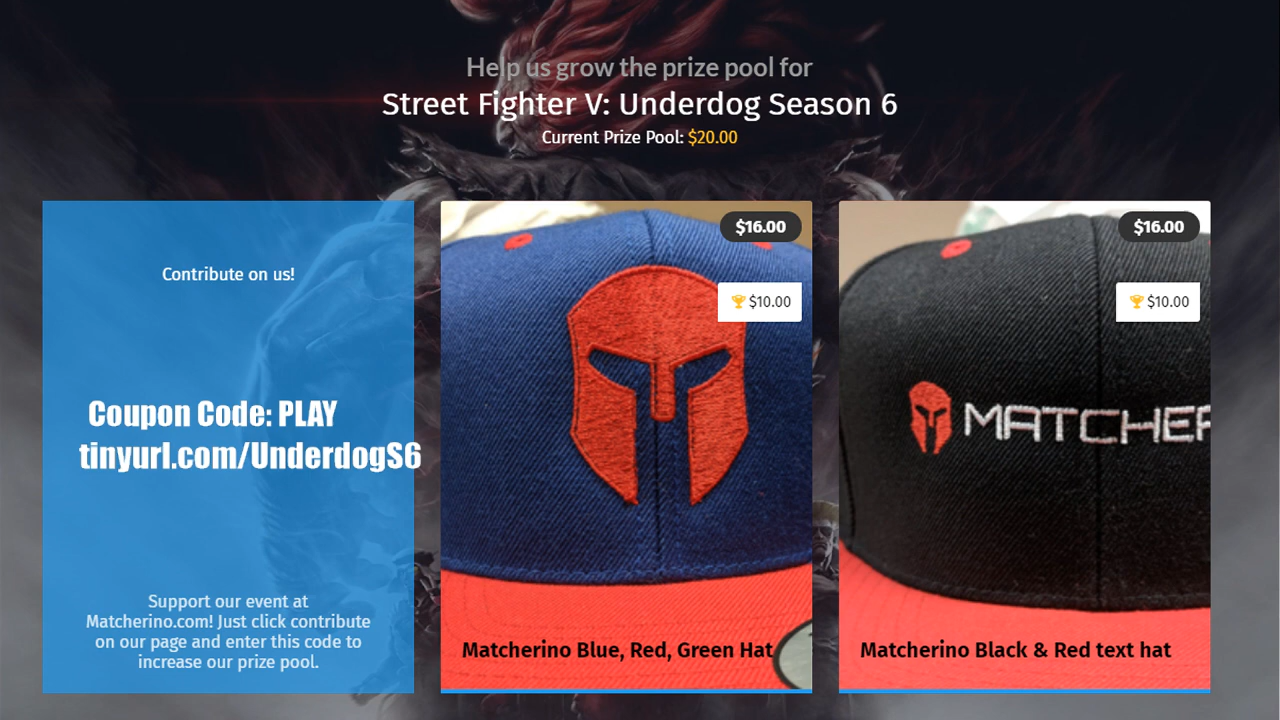 Help us grow the prize pool for
Street Fighter V: Underdog Season 6
Current Prize Pool: $20.00
Contribute on us!
Coupon Code: PLAY
tinyurl.com/UnderdogS6
Support our event at
Matcherino.com! Just click contribute
on our page and enter this code to
increase our prize pool.
$16.00
$10.00
Matcherino Blue, Red, Green Hat
$16.00
$10.00
MATCHER
Matcherino Black & Red text hat